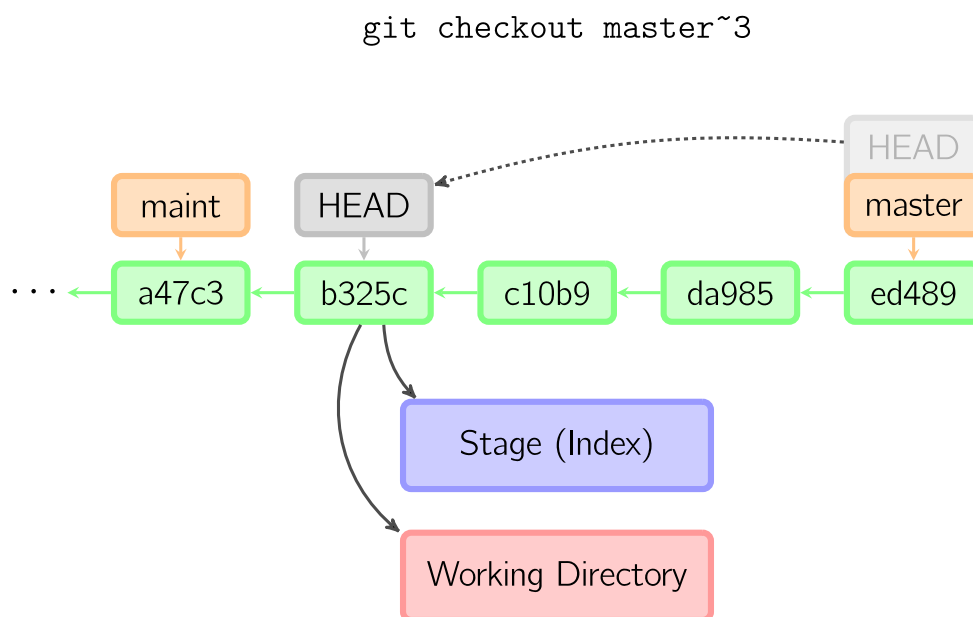 git checkout master~3
HEAD
maint
HEAD
master
... a47c3
b325c
c10b9
da985
ed489
Stage (Index)
Working Directory